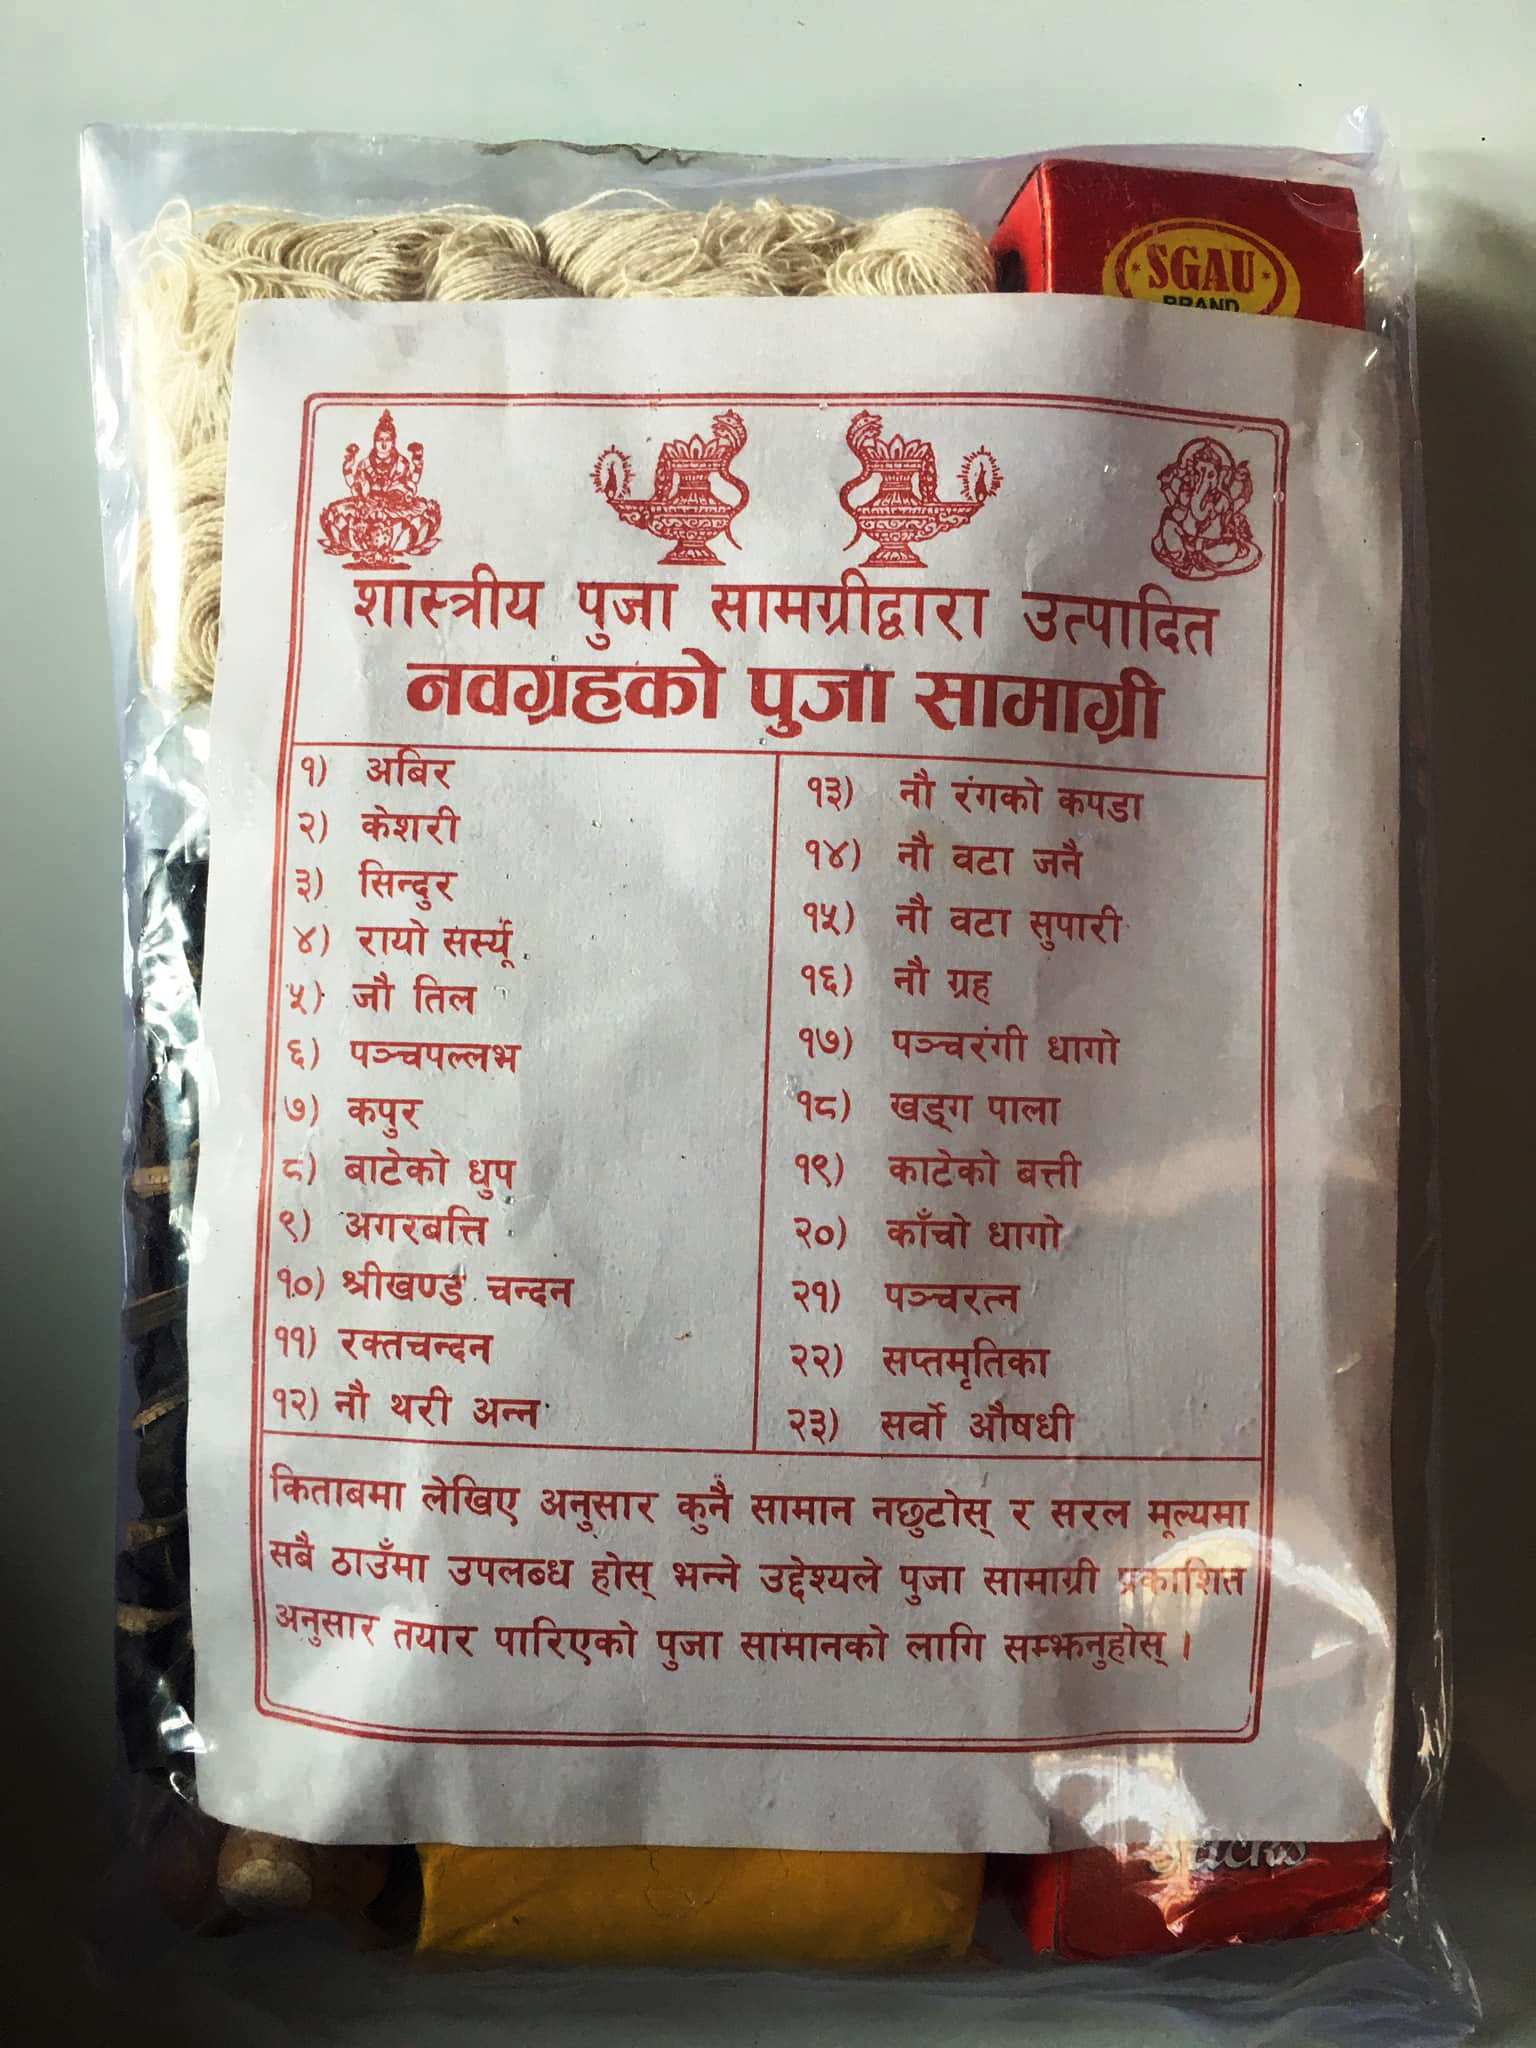 SGAU
BRAND
शास्त्रीय पुजा सामग्रीद्वारा उत्पादित
नवग्रहको पुजा सामाग्री
१) अबिर
२) केशरी
३) सिन्दुर
४) रायो सर्स्यूं
५) जौ तिल
६) पञ्चपल्लभ
७) कपुर
८) बाटेको धुप
९) अगरबत्ति
१०) श्रीखण्ड चन्दन
११) रक्तचन्दन
१२) नौ थरी अन्न
१३) नौ रंगको कपडा
१४) नौ वटा जनै
१५) नौ वटा सुपारी
१६) नौ ग्रह
१७) पञ्चरंगी धागो
१८) खड्ग पाला
१९) काटेको बत्ती
२०) काँचो धागो
२१) पञ्चरत्न
२२) सप्तमृतिका
२३) सर्वो औषधी
किताबमा लेखिए अनुसार कुनै सामान नछुटोस् र सरल मूल्यमा
सबै ठाउँमा उपलब्ध होस् भन्ने उद्देश्यले पुजा सामाग्री प्रकाशित
अनुसार तयार पारिएको पुजा सामानको लागि सम्झनुहोस् ।